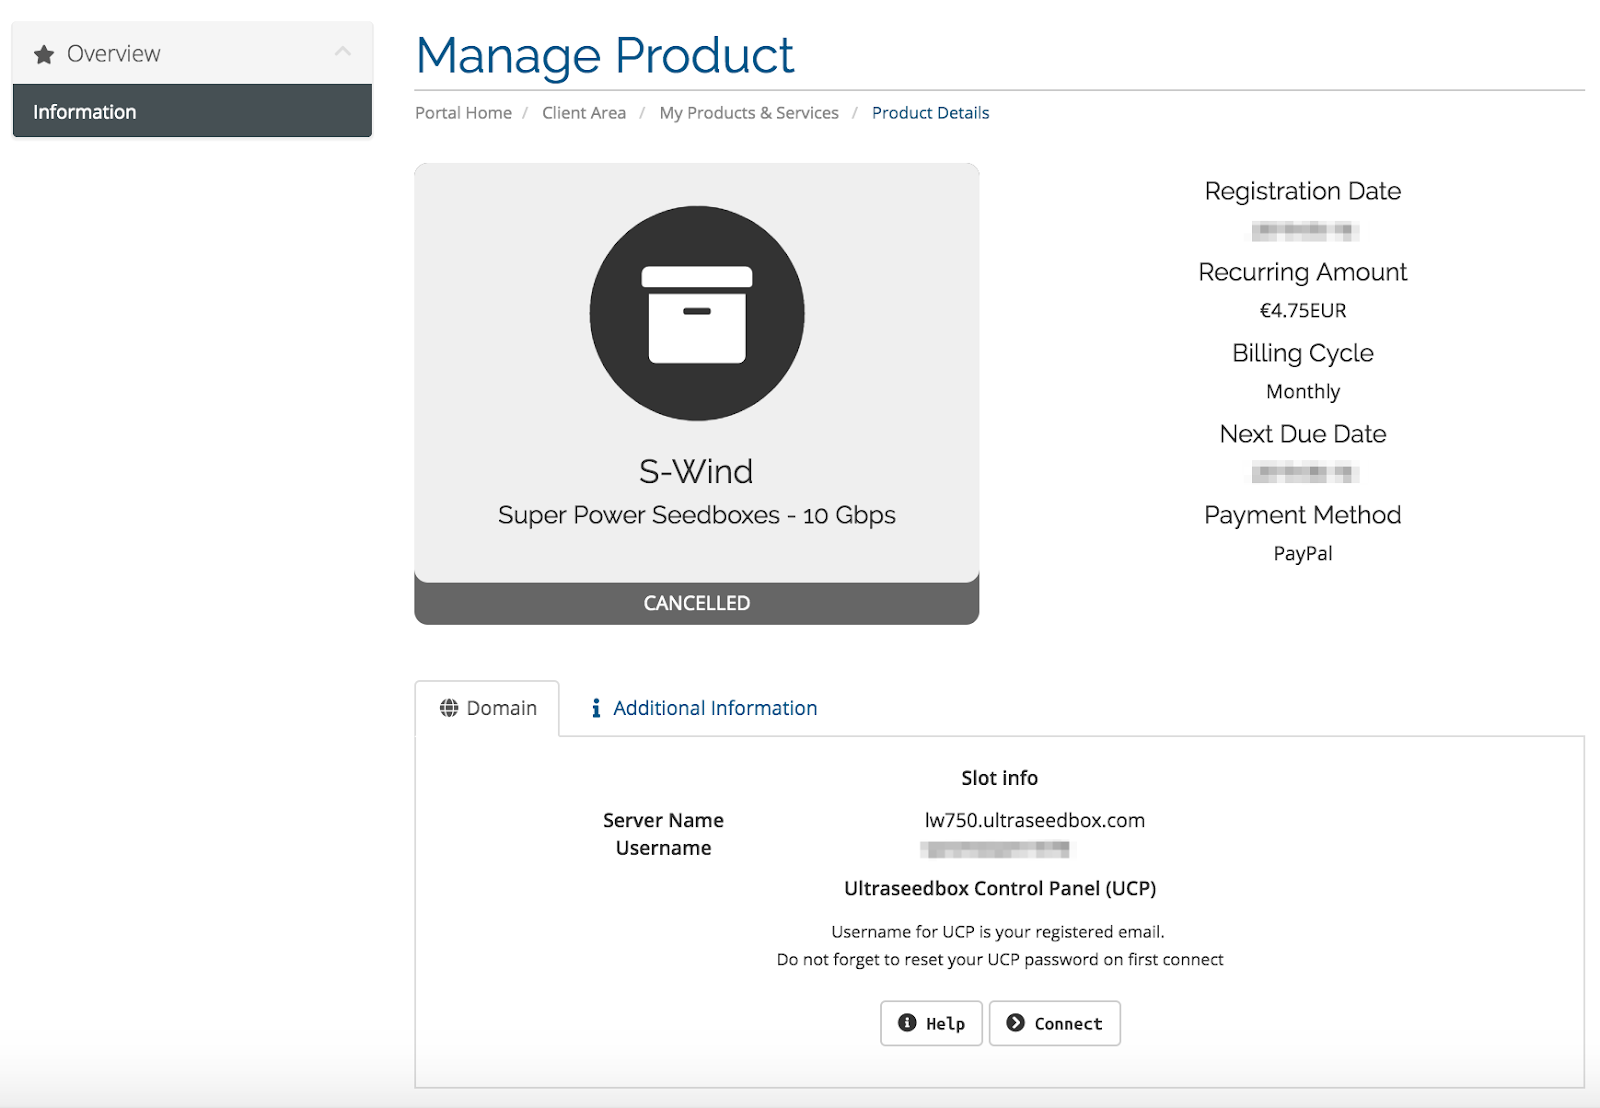 Overview
Information
Manage Product
Portal Home / Client Area / My Products & Services / Product Details
S-Wind
Super Power Seedboxes - 10 Gbps
CANCELLED
Registration Date
Recurring Amount
€4.75EUR
Billing Cycle
Monthly
Next Due Date
Payment Method
PayPal
Domain
Additional Information
Slot info
Server Name lw750.ultraseedbox.com
Username
Ultraseedbox Control Panel (UCP)
Username for UCP is your registered email.
Do not forget to reset your UCP password on first connect
Help
Connect